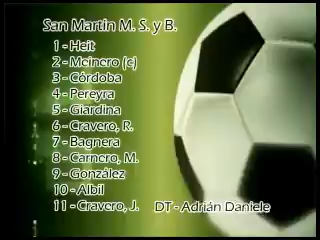 San Martín M. S. y B.
1 - Heit
2 - Meinero (c)
3 - Córdoba
4 - Pereyra
5 - Giardina
6 - Cravero, R.
7 - Bagnera
8 - Carnero, M.
9 - González
10 - Albil
11 - Cravero, J.
DT - Adrián Daniele